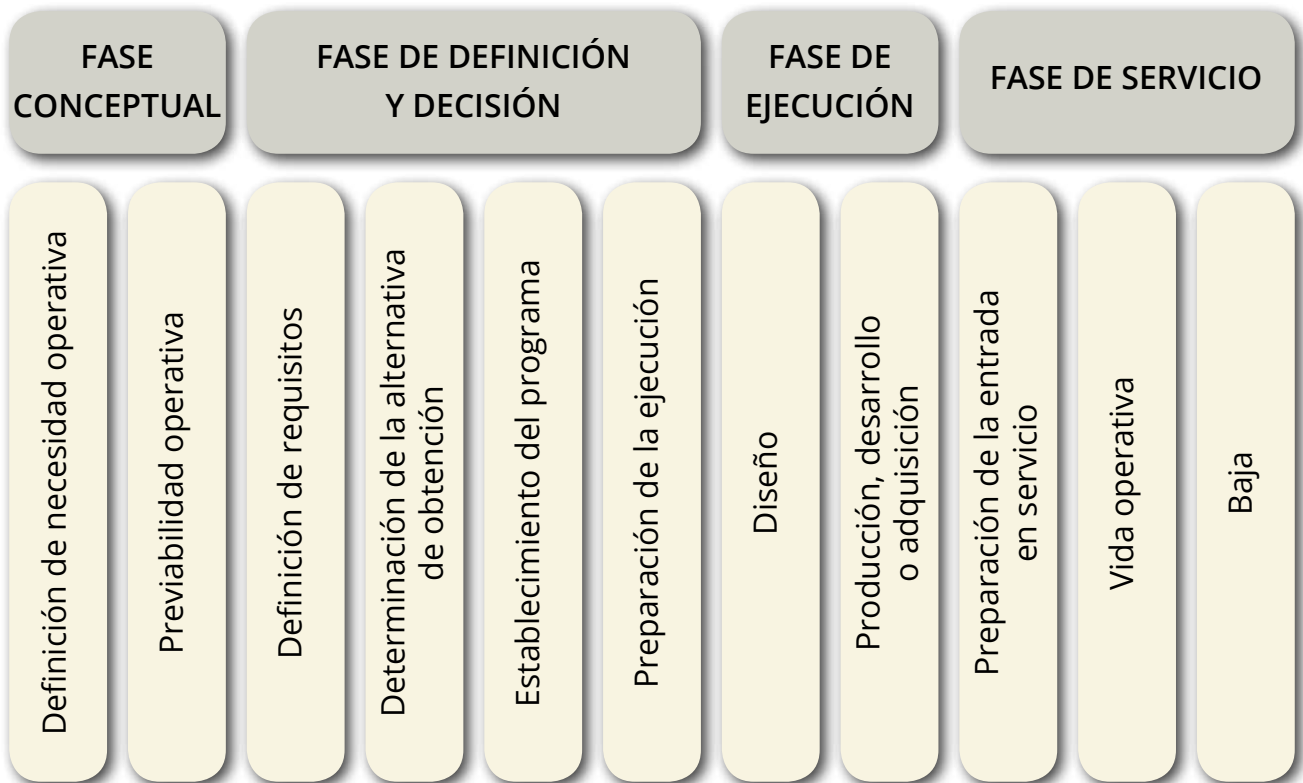 FASE
CONCEPTUAL
FASE DE DEFINICIÓN
Y DECISIÓN
FASE DE
EJECUCIÓN
FASE DE SERVICIO
Definición de necesidad operativa
Previabilidad operativa
Definición de requisitos
Determinación de la alternativa
de obtención
Establecimiento del programa
Preparación de la ejecución
Diseño
Producción, desarrollo
o adquisición
Preparación de la entrada
en servicio
Vida operativa
Baja